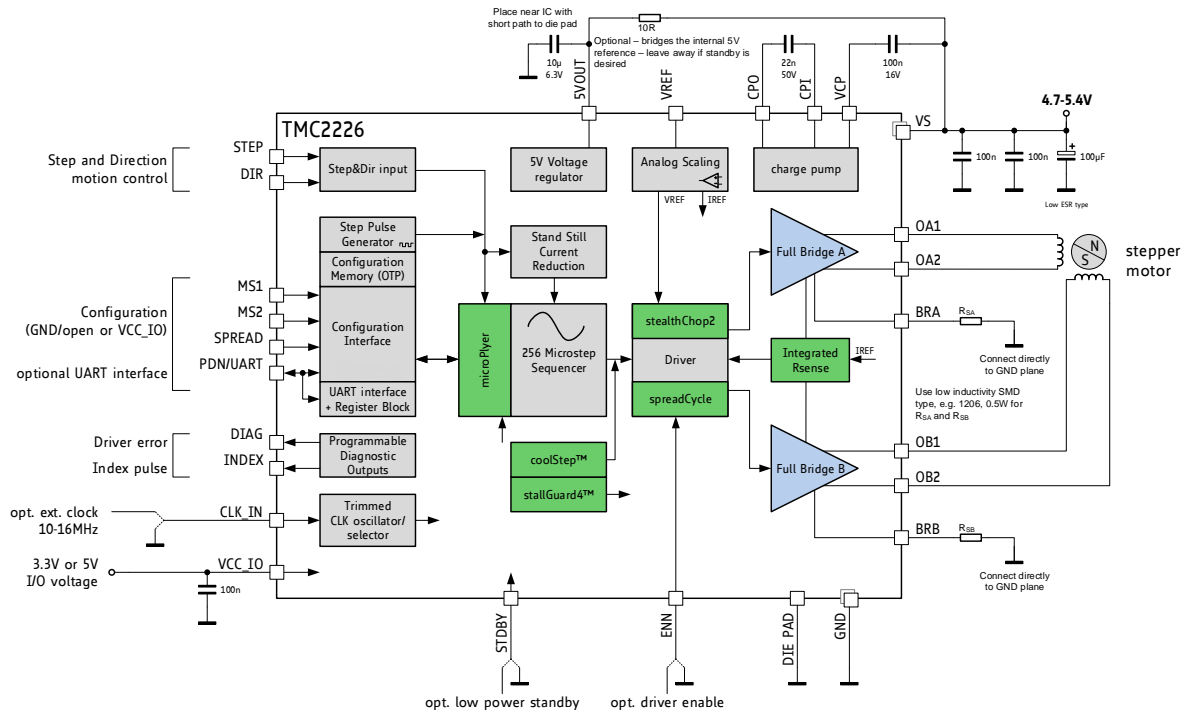 Place near IC with
short path to die pad
10R
Optional – bridges the internal 5V
reference – leave away if standby is
desired
10µ
6.3V
22n
50V
100n
16V
5VOUT
VREF
CPO
CPI
VCP
4.7-5.4V
VS
+
100n
100n
100µF
Low ESR type
TMC2226
Step and Direction
motion control
STEP
DIR
Step&Dir input
5V Voltage
regulator
Analog Scaling
VREF
IREF
charge pump
Step Pulse
Generator
Configuration
Memory (OTP)
Configuration
Interface
UART interface
+ Register Block
Stand Still
Current
Reduction
Configuration
(GND/open or VCC_IO)
optional UART interface
MS1
MS2
SPREAD
PDN/UART
microPlyer
256 Microstep
Sequencer
stealthChop2
Driver
spreadCycle
Integrated
Rsense
IREF
Full Bridge A
Full Bridge B
OA1
OA2
N
S
stepper
motor
BRA
RSA
Connect directly
to GND plane
Use low inductivity SMD
type, e.g. 1206, 0.5W for
RSA and RSB
OB1
OB2
BRB
RSB
Connect directly
to GND plane
Driver error
Index pulse
DIAG
INDEX
Programmable
Diagnostic
Outputs
coolStep™
stallGuard4™
opt. ext. clock
10-16MHz
CLK_IN
Trimmed
CLK oscillator/
selector
3.3V or 5V
I/O voltage
VCC_IO
100n
STDBY
ENN
DIE PAD
GND
opt. low power standby
opt. driver enable